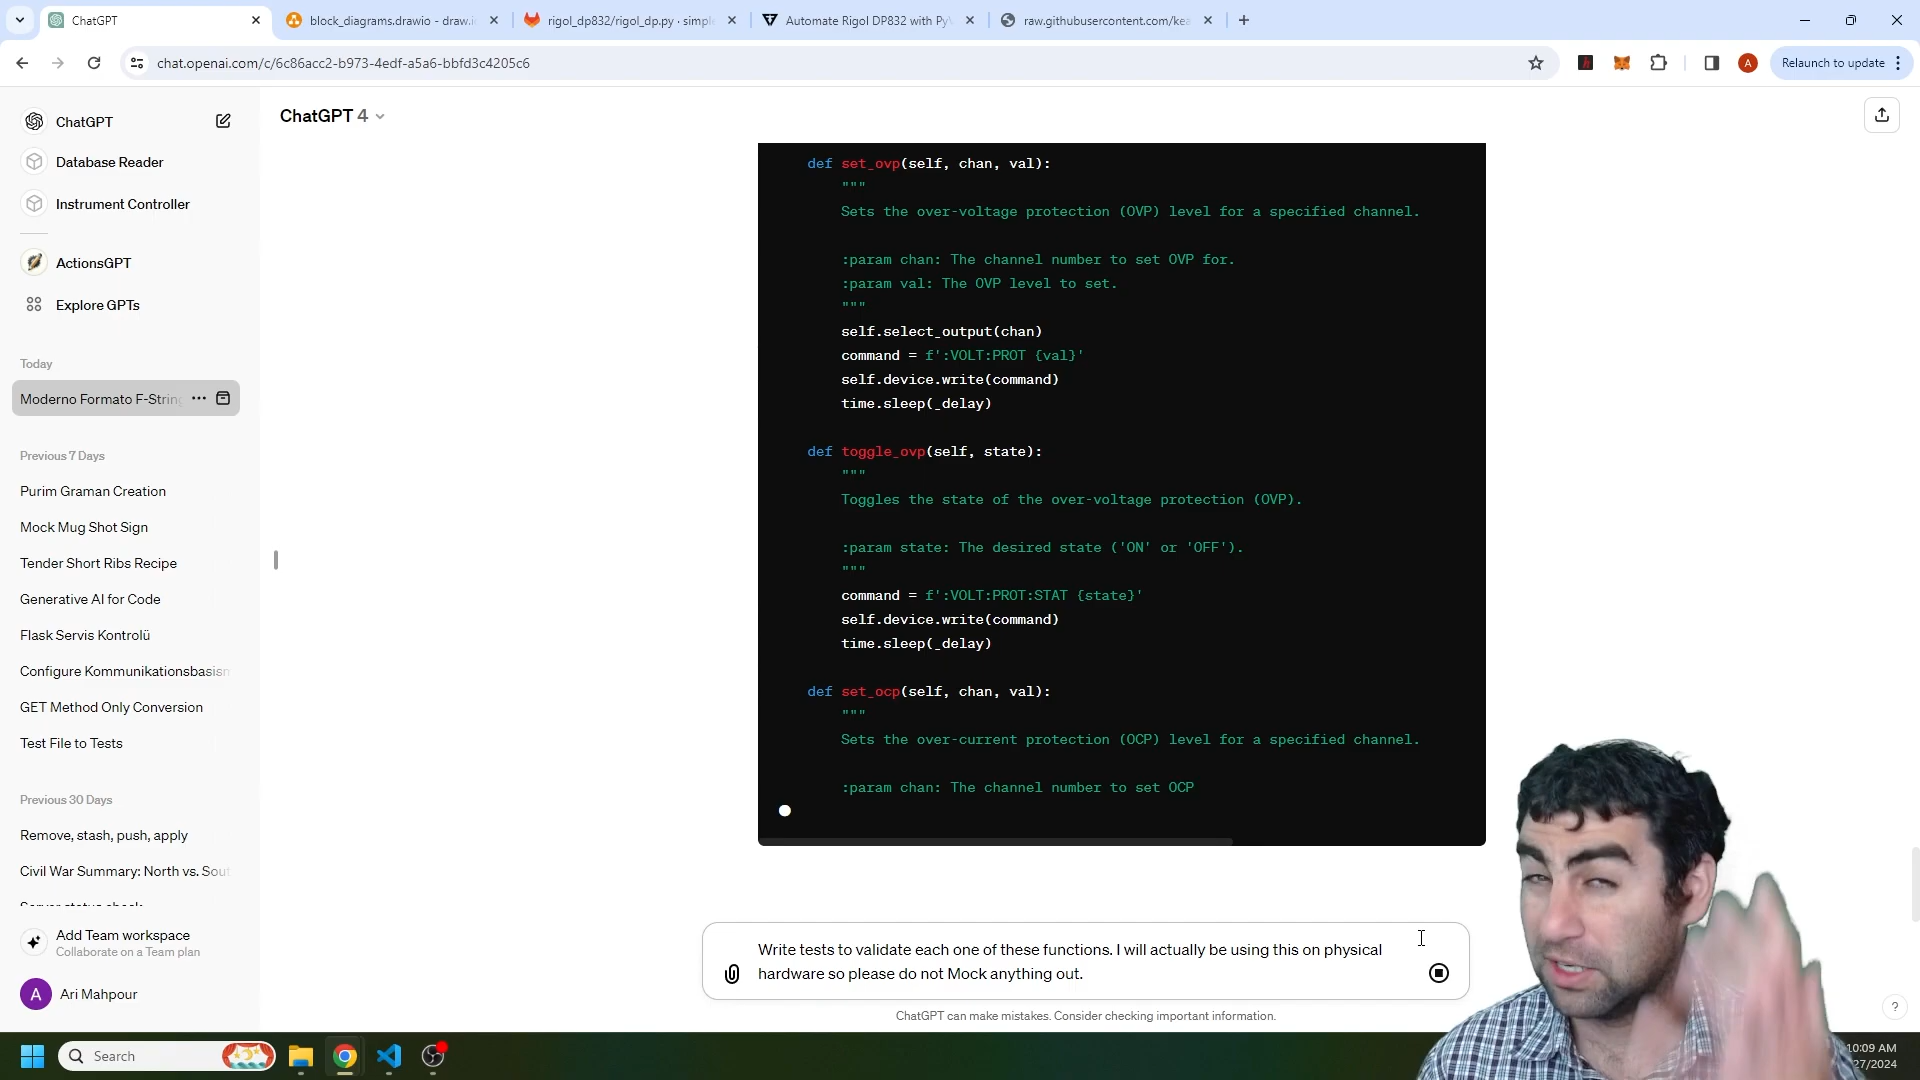 ChatGPT
block_diagrams.drawio - draw.i
rigol_dp832/rigol_dp.py · simple
Automate Rigol DP832 with PyV
raw.githubusercontent.com/kea
chat.openai.com/c/6c86acc2-b973-4edf-a5a6-bbfd3c4205c6
A
Relaunch to update
ChatGPT
Database Reader
Instrument Controller
ActionsGPT
Explore GPTs
Today
Moderno Formato F-String
Previous 7 Days
Purim Graman Creation
Mock Mug Shot Sign
Tender Short Ribs Recipe
Generative AI for Code
Flask Servis Kontrolü
Configure Kommunikationsbasism
GET Method Only Conversion
Test File to Tests
Previous 30 Days
Remove, stash, push, apply
Civil War Summary: North vs. Sout
Server status check
Add Team workspace
Collaborate on a Team plan
A
Ari Mahpour
ChatGPT 4
def set_ovp(self, chan, val):
"""
Sets the over-voltage protection (OVP) level for a specified channel.
:param chan: The channel number to set OVP for.
:param val: The OVP level to set.
"""
self.select_output(chan)
command = f':VOLT:PROT {val}'
self.device.write(command)
time.sleep(_delay)
def toggle_ovp(self, state):
"""
Toggles the state of the over-voltage protection (OVP).
:param state: The desired state ('ON' or 'OFF').
"""
command = f':VOLT:PROT:STAT {state}'
self.device.write(command)
time.sleep(_delay)
def set_ocp(self, chan, val):
"""
Sets the over-current protection (OCP) level for a specified channel.
:param chan: The channel number to set OCP
Write tests to validate each one of these functions. I will actually be using this on physical
hardware so please do not Mock anything out.
ChatGPT can make mistakes. Consider checking important information.
?
Search
10:09 AM
27/2024